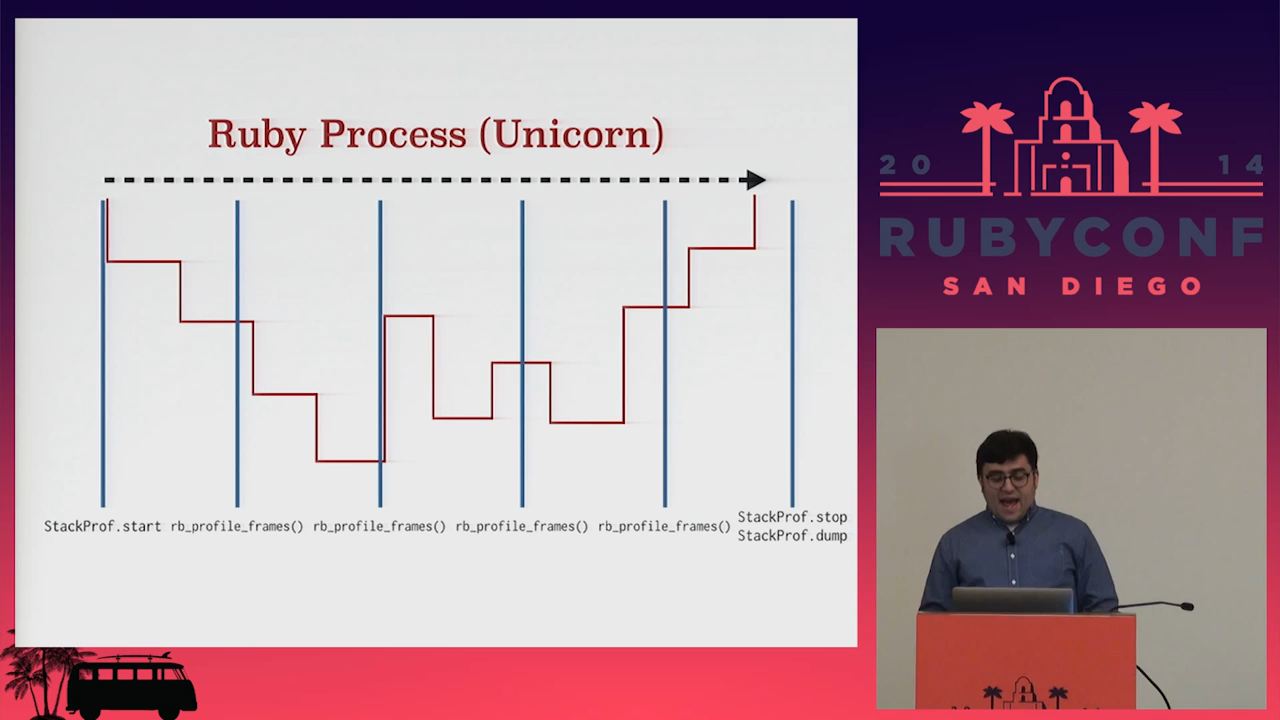 Ruby Process (Unicorn)
StackProf.start rb_profile_frames() rb_profile_frames() rb_profile_frames() rb_profile_frames() StackProf.stop
StackProf.dump
20 14
RUBYCONF
SAN DIEGO